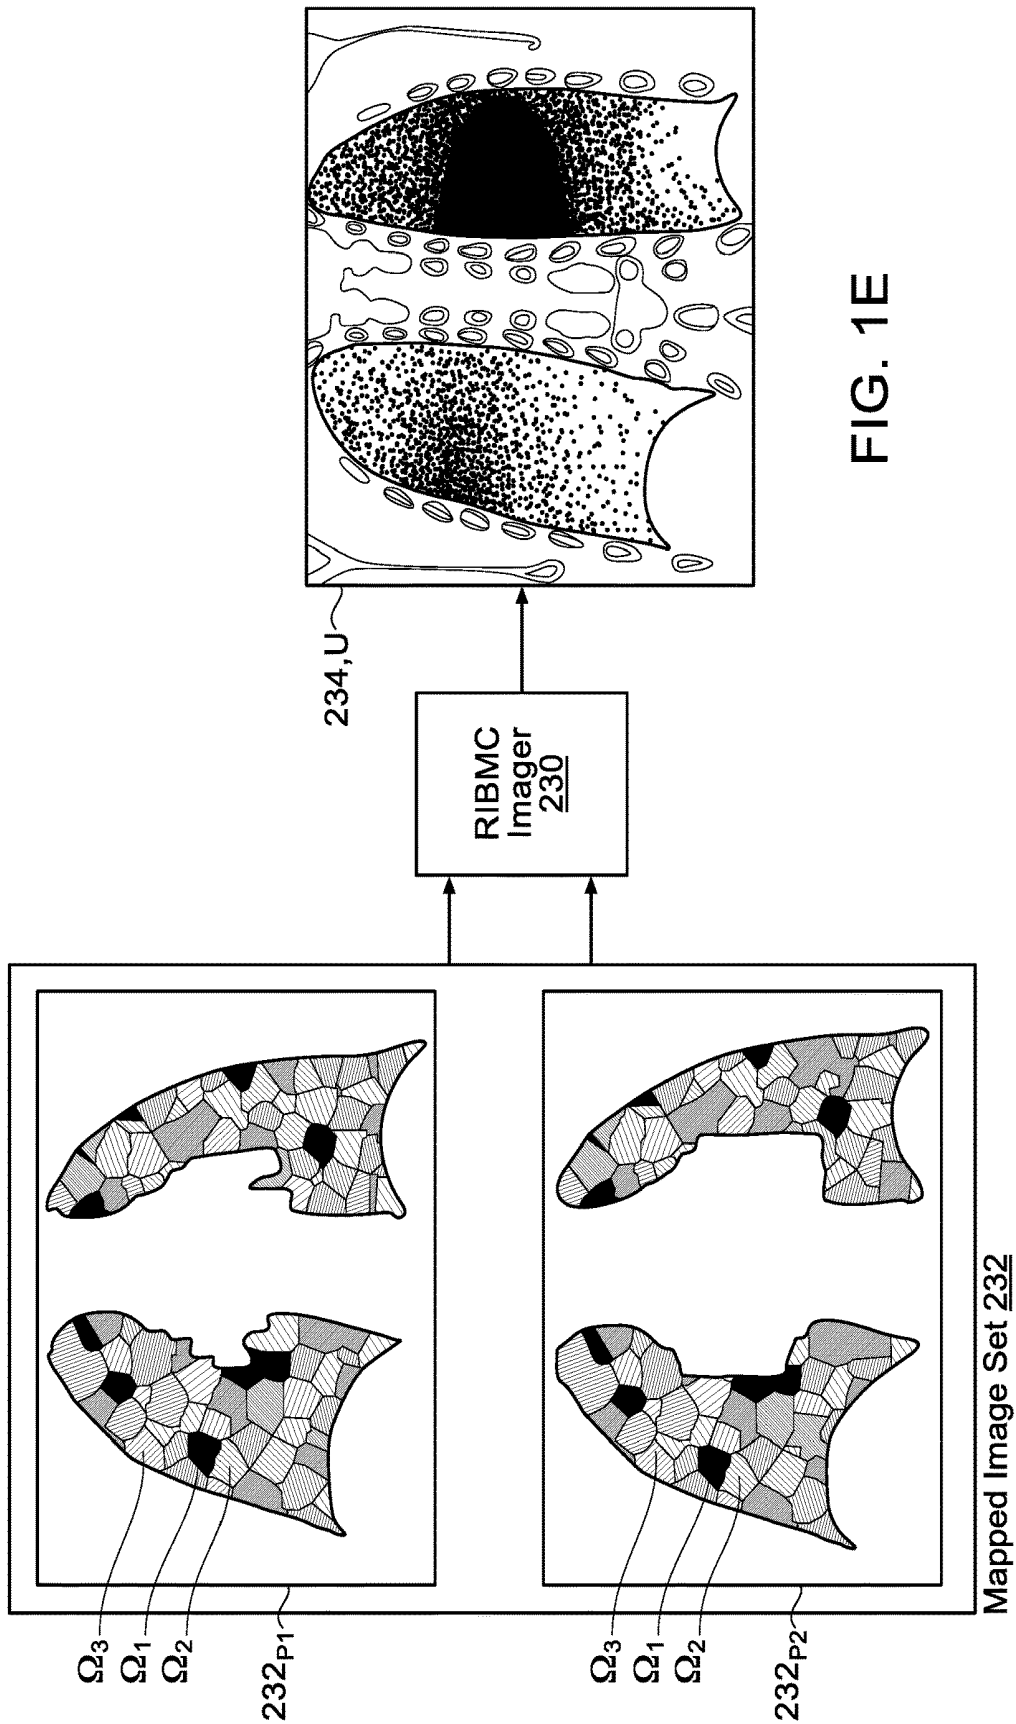 Ω3
Ω1
Ω2
232P1
Ω3
Ω1
Ω2
232P2
Mapped Image Set 232
RIBMC
Imager
230
234,U
FIG. 1E